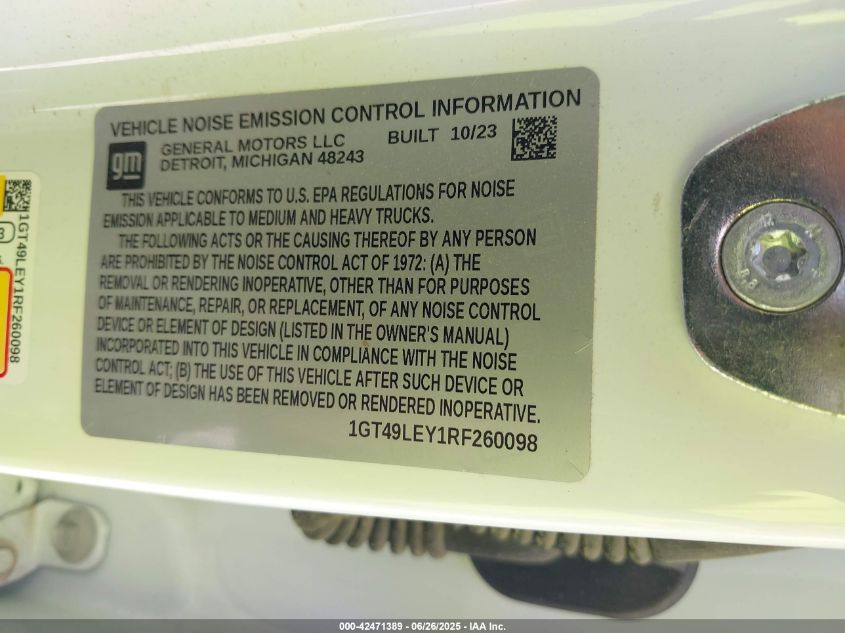 VEHICLE NOISE EMISSION CONTROL INFORMATION
gm
GENERAL MOTORS LLC
DETROIT, MICHIGAN 48243
BUILT 10/23
THIS VEHICLE CONFORMS TO U.S. EPA REGULATIONS FOR NOISE
EMISSION APPLICABLE TO MEDIUM AND HEAVY TRUCKS.
THE FOLLOWING ACTS OR THE CAUSING THEREOF BY ANY PERSON
ARE PROHIBITED BY THE NOISE CONTROL ACT OF 1972: (A) THE
REMOVAL OR RENDERING INOPERATIVE, OTHER THAN FOR PURPOSES
OF MAINTENANCE, REPAIR, OR REPLACEMENT, OF ANY NOISE CONTROL
DEVICE OR ELEMENT OF DESIGN (LISTED IN THE OWNER'S MANUAL)
INCORPORATED INTO THIS VEHICLE IN COMPLIANCE WITH THE NOISE
CONTROL ACT; (B) THE USE OF THIS VEHICLE AFTER SUCH DEVICE OR
ELEMENT OF DESIGN HAS BEEN REMOVED OR RENDERED INOPERATIVE.
1GT49LEY1RF260098
1GT49LEY1RF260098
8.8
000-42471389 - 06/26/2025 - IAA Inc.